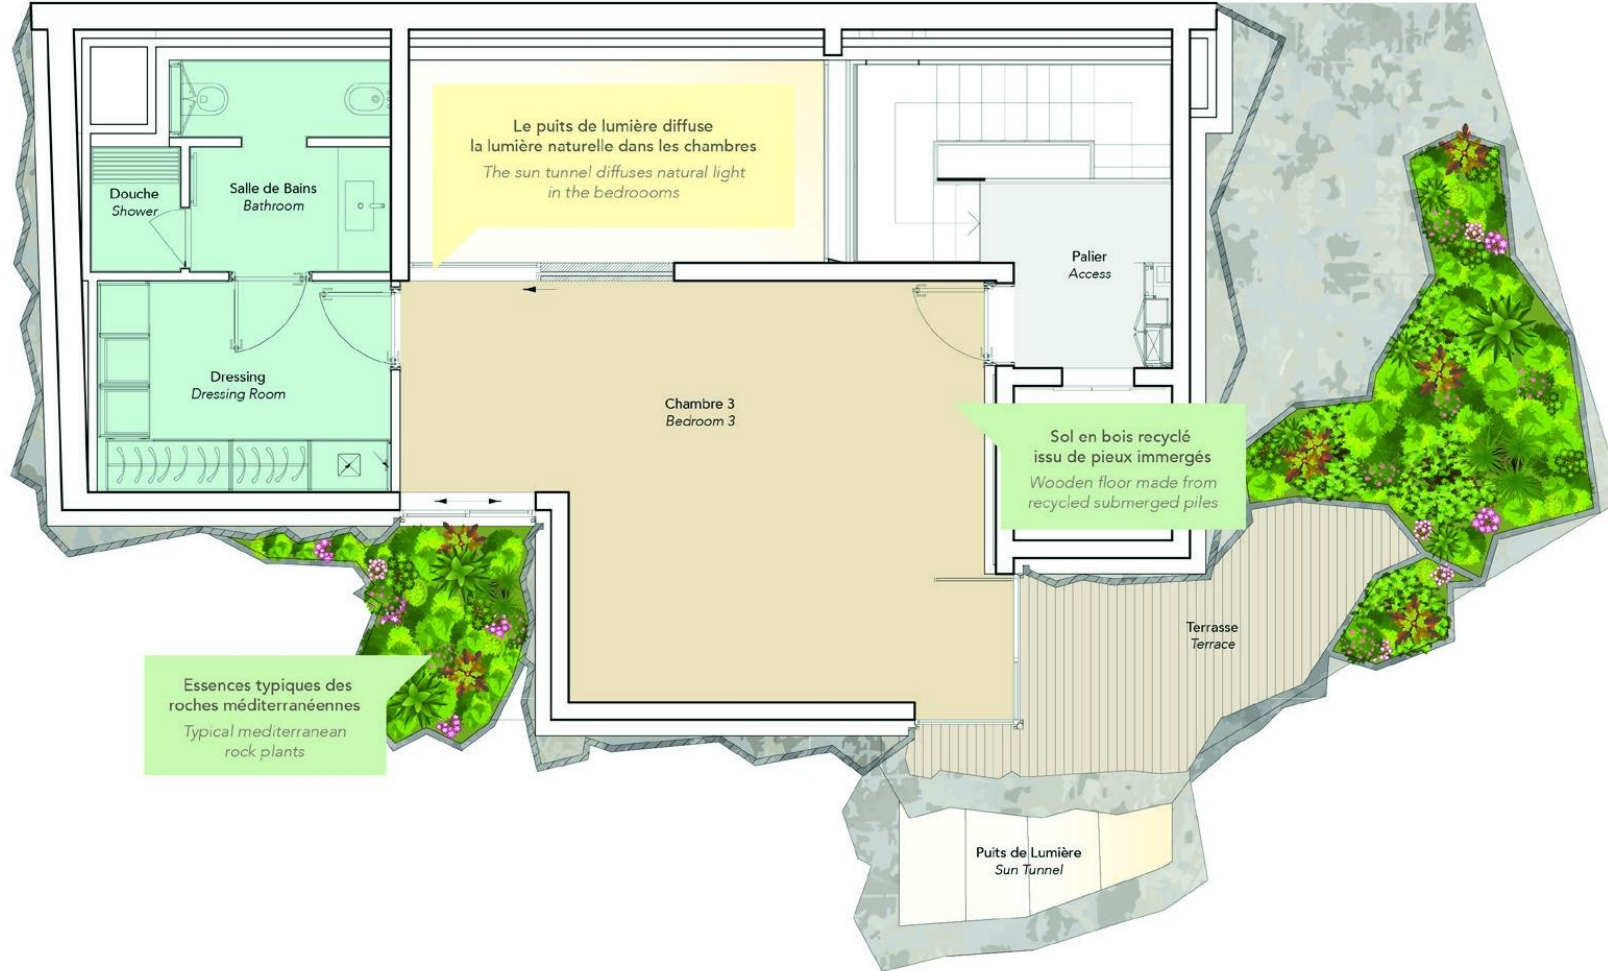 Le puits de lumière diffuse
la lumière naturelle dans les chambres
The sun tunnel diffuses natural light
in the bedroooms
Douche
Shower
Salle de Bains
Bathroom
Palier
Access
Dressing
Dressing Room
Chambre 3
Bedroom 3
Sol en bois recyclé
issu de pieux immergés
Wooden floor made from
recycled submerged piles
Terrasse
Terrace
Essences typiques des
roches méditerranéennes
Typical mediterranean
rock plants
Puits de Lumière
Sun Tunnel